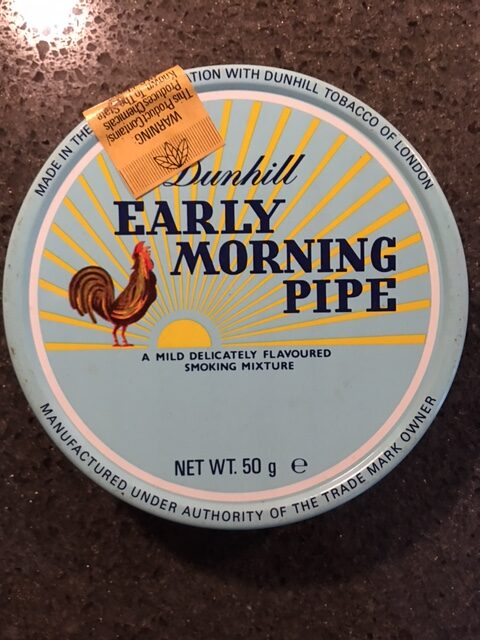 MADE IN THE
TION WITH DUNHILL TOBACCO OF LONDON
WARNING
This Product Contains/
Produces Chemicals
Known To The State
Dunhill
EARLY
MORNING
PIPE
A MILD DELICATELY FLAVOURED
SMOKING MIXTURE
NET WT. 50 g ℮
MANUFACTURED UNDER AUTHORITY OF THE TRADE MARK OWNER